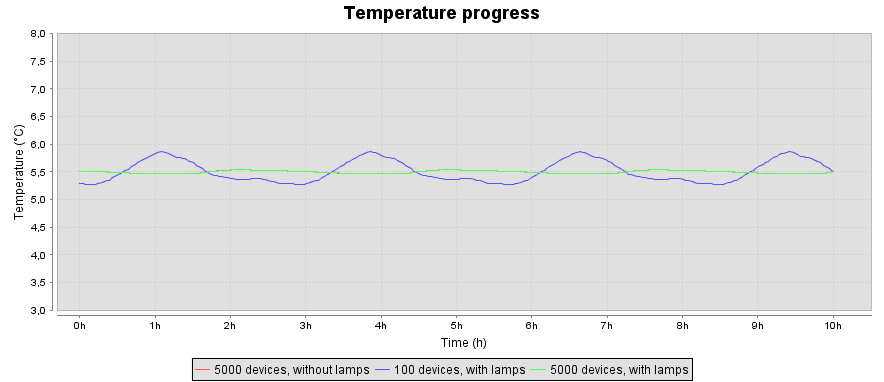 Temperature progress
8,0
7,5
7,0
6,5
6,0
5,5
5,0
4,5
4,0
3,5
3,0
Temperature (°C)
0h 1h 2h 3h 4h 5h 6h 7h 8h 9h 10h
Time (h)
5000 devices, without lamps 100 devices, with lamps 5000 devices, with lamps